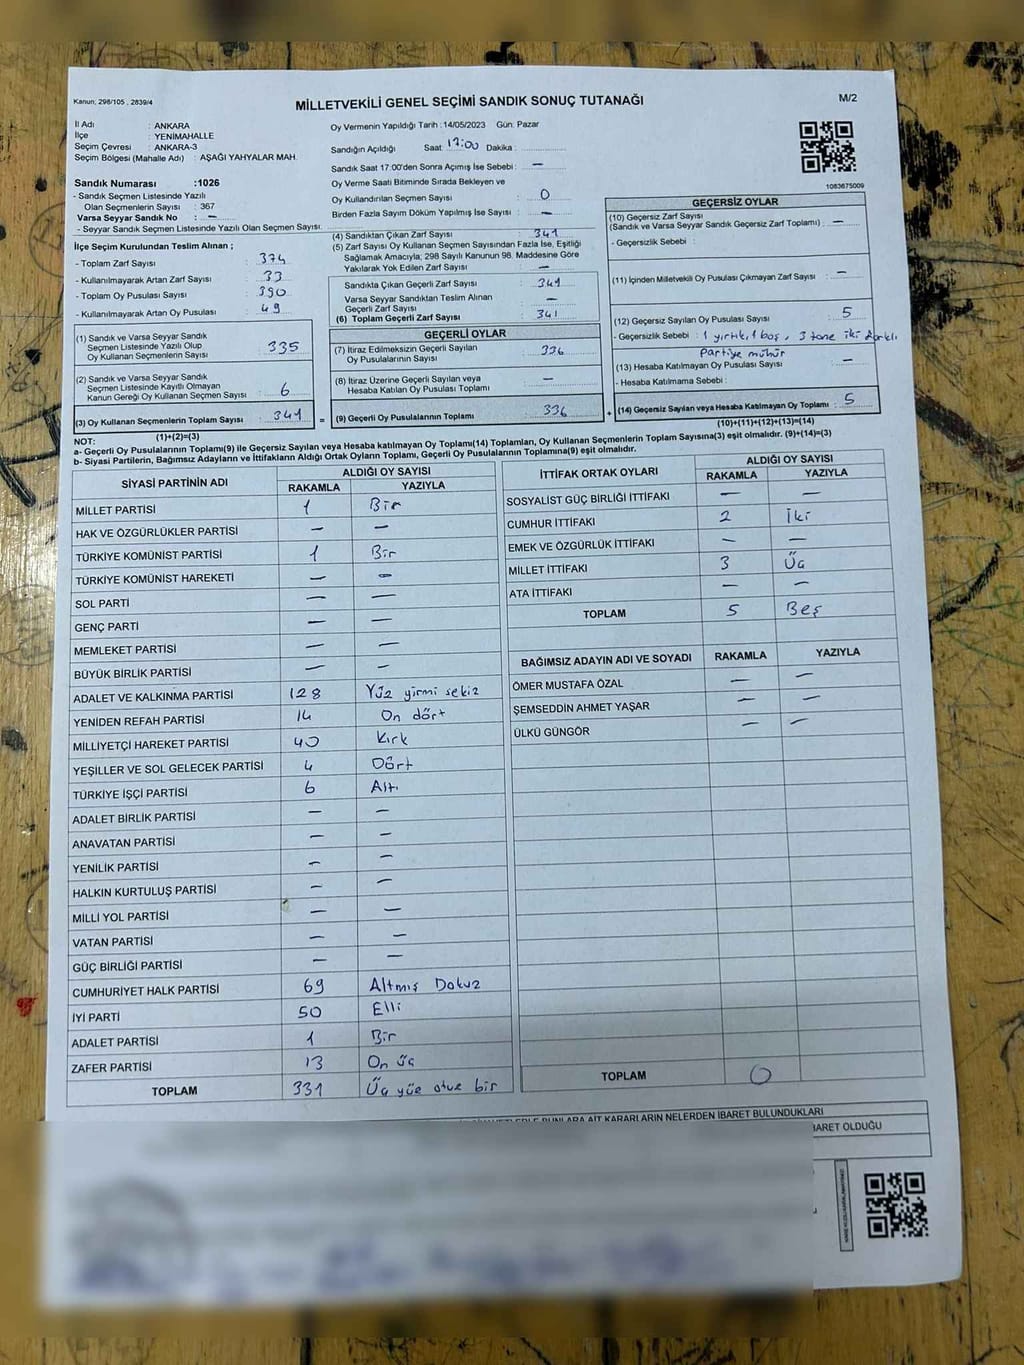 Kanun; 298/105 , 2839/4
MİLLETVEKİLİ GENEL SEÇİMİ SANDIK SONUÇ TUTANAĞI
M/2
İl Adı : ANKARA
İlçe : YENİMAHALLE
Seçim Çevresi : ANKARA-3
Seçim Bölgesi (Mahalle Adı) : AŞAĞI YAHYALAR MAH.
Sandık Numarası :1026
- Sandık Seçmen Listesinde Yazılı
Olan Seçmenlerin Sayısı : 367
Varsa Seyyar Sandık No : —
- Seyyar Sandık Seçmen Listesinde Yazılı Olan Seçmen Sayısı:
Oy Vermenin Yapıldığı Tarih :14/05/2023 Gün: Pazar
Sandığın Açıldığı Saat: 17:00 Dakika :
Sandık Saat 17:00'den Sonra Açımış İse Sebebi : —
Oy Verme Saati Bitiminde Sırada Bekleyen ve
Oy Kullandırılan Seçmen Sayısı : 0
Birden Fazla Sayım Döküm Yapılmış İse Sayısı : —
1083675009
İlçe Seçim Kurulundan Teslim Alınan ;
- Toplam Zarf Sayısı : 374
- Kullanılmayarak Artan Zarf Sayısı : 33
- Toplam Oy Pusulası Sayısı : 390
- Kullanılmayarak Artan Oy Pusulası Sayısı : 49
(4) Sandıktan Çıkan Zarf Sayısı : 341
(5) Zarf Sayısı Oy Kullanan Seçmen Sayısından Fazla İse, Eşitliği
Sağlamak Amacıyla; 298 Sayılı Kanunun 98. Maddesine Göre
Yakılarak Yok Edilen Zarf Sayısı : —
Sandıkta Çıkan Geçerli Zarf Sayısı : 341
Varsa Seyyar Sandıktan Teslim Alınan
Geçerli Zarf Sayısı : —
(6) Toplam Geçerli Zarf Sayısı : 341
GEÇERSİZ OYLAR
(10) Geçersiz Zarf Sayısı
(Sandık ve Varsa Seyyar Sandık Geçersiz Zarf Toplamı) : —
- Geçersizlik Sebebi :
(11) İçinden Milletvekili Oy Pusulası Çıkmayan Zarf Sayısı : —
(12) Geçersiz Sayılan Oy Pusulası Sayısı : 5
- Geçersizlik Sebebi : 1 yırtık, 1 boş, 3 tane iki farklı
Partiye mühür
(13) Hesaba Katılmayan Oy Pusulası Sayısı : —
- Hesaba Katılmama Sebebi :
(14) Geçersiz Sayılan veya Hesaba Katılmayan Oy Toplamı : 5
(10)+(11)+(12)+(13)=(14)
(1) Sandık ve Varsa Seyyar Sandık
Seçmen Listesinde Yazılı Olup
Oy Kullanan Seçmenlerin Sayısı : 335
(2) Sandık ve Varsa Seyyar Sandık
Seçmen Listesinde Kayıtlı Olmayan
Kanun Gereği Oy Kullanan Seçmen Sayısı : 6
(3) Oy Kullanan Seçmenlerin Toplam Sayısı : 341
(1)+(2)=(3)
GEÇERLİ OYLAR
(7) İtiraz Edilmeksizin Geçerli Sayılan
Oy Pusulalarının Sayısı : 336
(8) İtiraz Üzerine Geçerli Sayılan veya
Hesaba Katılan Oy Pusulası Toplamı : —
= (9) Geçerli Oy Pusulalarının Toplamı : 336 +
NOT:
a- Geçerli Oy Pusulalarının Toplamı(9) ile Geçersiz Sayılan veya Hesaba katılmayan Oy Toplamı(14) Toplamları, Oy Kullanan Seçmenlerin Toplam Sayısına(3) eşit olmalıdır. (9)+(14)=(3)
b- Siyasi Partilerin, Bağımsız Adayların ve İttifakların Aldığı Ortak Oyların Toplamı, Geçerli Oy Pusulalarının Toplamına(9) eşit olmalıdır.
SİYASİ PARTİNİN ADI ALDIĞI OY SAYISI
RAKAMLA YAZIYLA
MİLLET PARTİSİ 1 Bir
HAK VE ÖZGÜRLÜKLER PARTİSİ — —
TÜRKİYE KOMÜNİST PARTİSİ 1 Bir
TÜRKİYE KOMÜNİST HAREKETİ — —
SOL PARTİ — —
GENÇ PARTİ — —
MEMLEKET PARTİSİ — —
BÜYÜK BİRLİK PARTİSİ — —
ADALET VE KALKINMA PARTİSİ 128 Yüz yirmi sekiz
YENİDEN REFAH PARTİSİ 14 On dört
MİLLİYETÇİ HAREKET PARTİSİ 40 Kırk
YEŞİLLER VE SOL GELECEK PARTİSİ 4 Dört
TÜRKİYE İŞÇİ PARTİSİ 6 Altı
ADALET BİRLİK PARTİSİ — —
ANAVATAN PARTİSİ — —
YENİLİK PARTİSİ — —
HALKIN KURTULUŞ PARTİSİ — —
MİLLİ YOL PARTİSİ — —
VATAN PARTİSİ — —
GÜÇ BİRLİĞİ PARTİSİ — —
CUMHURİYET HALK PARTİSİ 69 Altmış Dokuz
İYİ PARTİ 50 Elli
ADALET PARTİSİ 1 Bir
ZAFER PARTİSİ 13 On üç
TOPLAM 331 Üç yüz otuz bir
İTTİFAK ORTAK OYLARI ALDIĞI OY SAYISI
RAKAMLA YAZIYLA
SOSYALİST GÜÇ BİRLİĞİ İTTİFAKI — —
CUMHUR İTTİFAKI 2 İki
EMEK VE ÖZGÜRLÜK İTTİFAKI — —
MİLLET İTTİFAKI 3 Üç
ATA İTTİFAKI — —
TOPLAM 5 Beş
BAĞIMSIZ ADAYIN ADI VE SOYADI RAKAMLA YAZIYLA
ÖMER MUSTAFA ÖZAL — —
ŞEMSEDDİN AHMET YAŞAR — —
ÜLKÜ GÜNGÖR — —
TOPLAM 0
BUNLARA AİT KARARLARIN NELERDEN İBARET BULUNDUKLARI
İBARET OLDUĞU